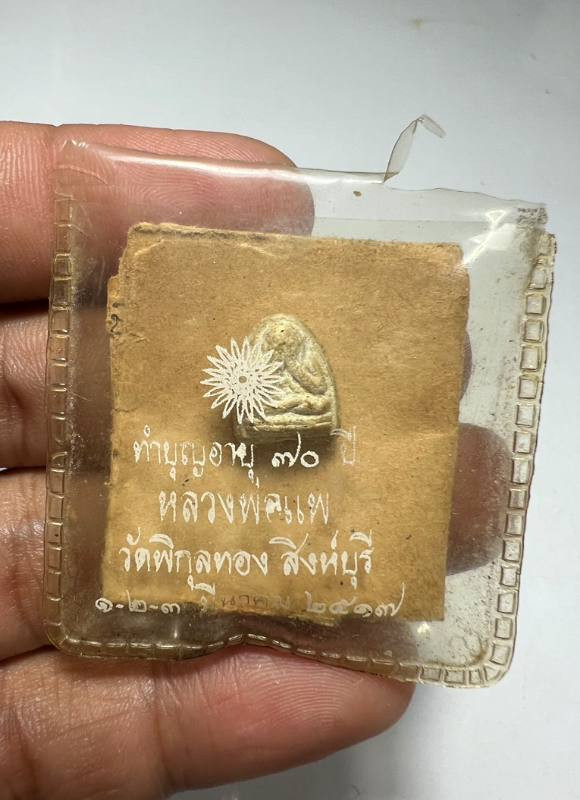 ทำบุญอายุ ๗๐ ปี
หลวงพ่อแพ
วัดพิกุลทอง สิงห์บุรี
๑-๒-๓ มีนาคม ๒๕๑๗